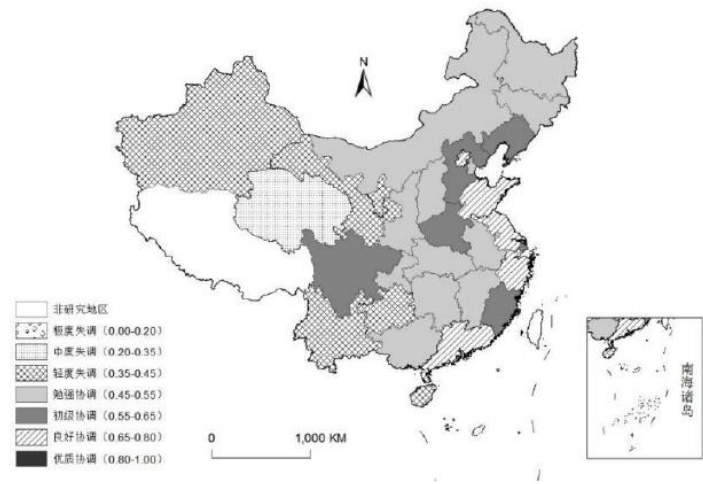 N
非研究地区
极度失调（0.00-0.20）
中度失调（0.20-0.35）
轻度失调（0.35-0.45）
勉强协调（0.45-0.55）
初级协调（0.55-0.65）
良好协调（0.65-0.80）
优质协调（0.80-1.00）
0 1,000 KM
南海诸岛